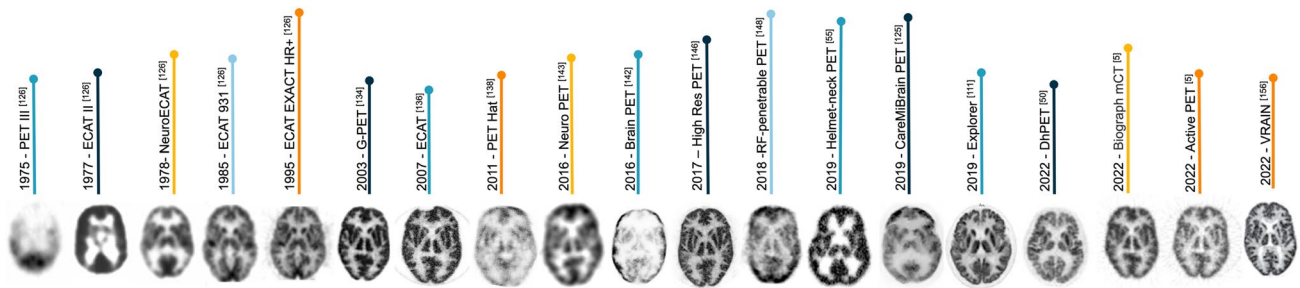 1975 - PET III [126]
1977 - ECAT II [126]
1978- NeuroECAT [126]
1985 - ECAT 931 [126]
1995 - ECAT EXACT HR+ [126]
2003 - G-PET [134]
2007 - ECAT [136]
2011 - PET Hat [138]
2016 - Neuro PET [143]
2016 - Brain PET [142]
2017 – High Res PET [146]
2018 -RF-penetrable PET [148]
2019 - Helmet-neck PET [55]
2019 - CareMiBrain PET [125]
2019 - Explorer [111]
2022 - DhPET [50]
2022 - Biograph mCT [5]
2022 - Active PET [5]
2022 - VRAIN [156]